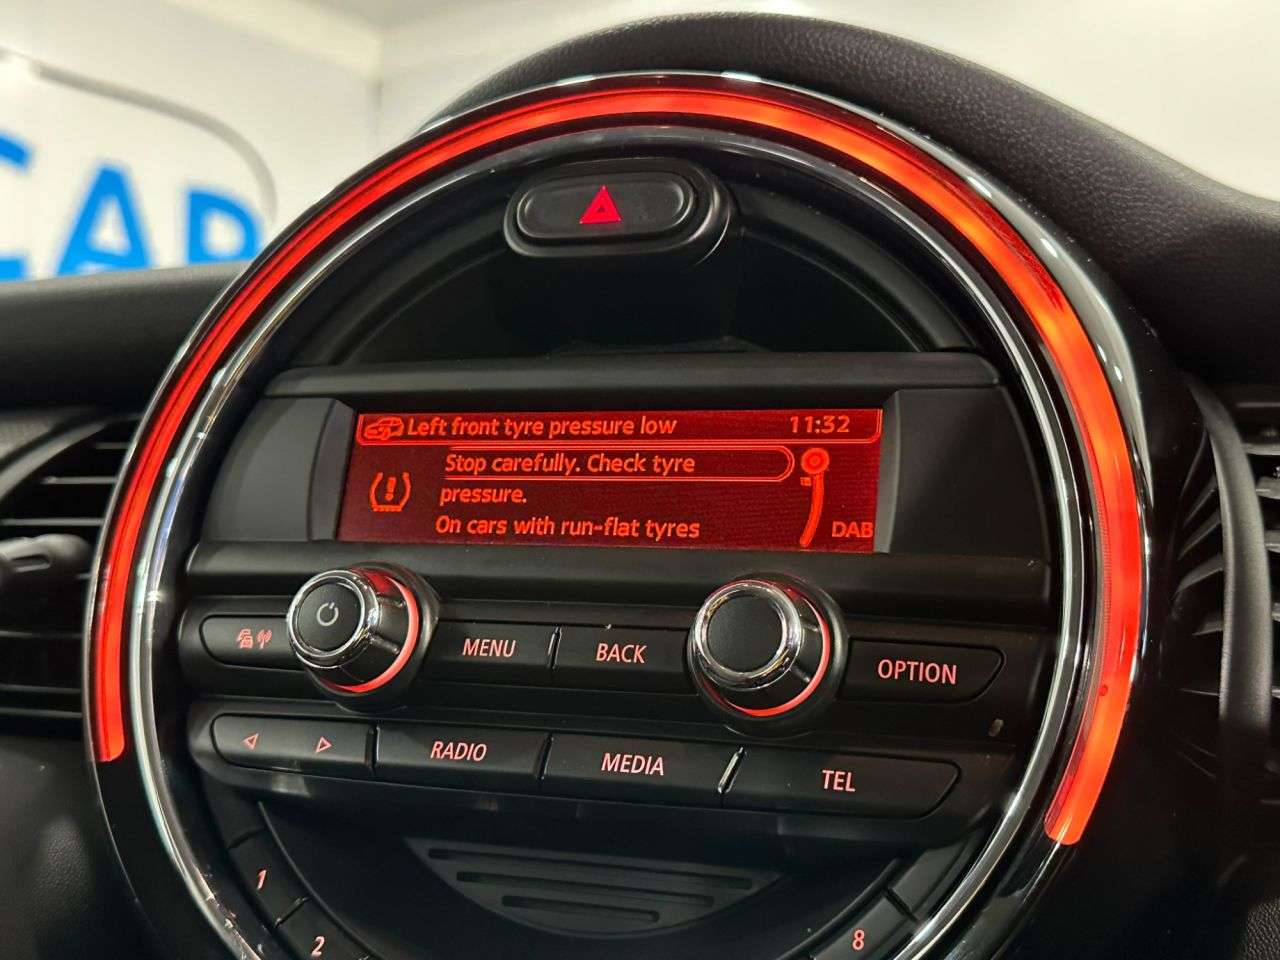 CAR
Left front tyre pressure low 11:32
Stop carefully. Check tyre
pressure.
On cars with run-flat tyres
DAB
MENU
BACK
OPTION
RADIO
MEDIA
TEL
1
2
8